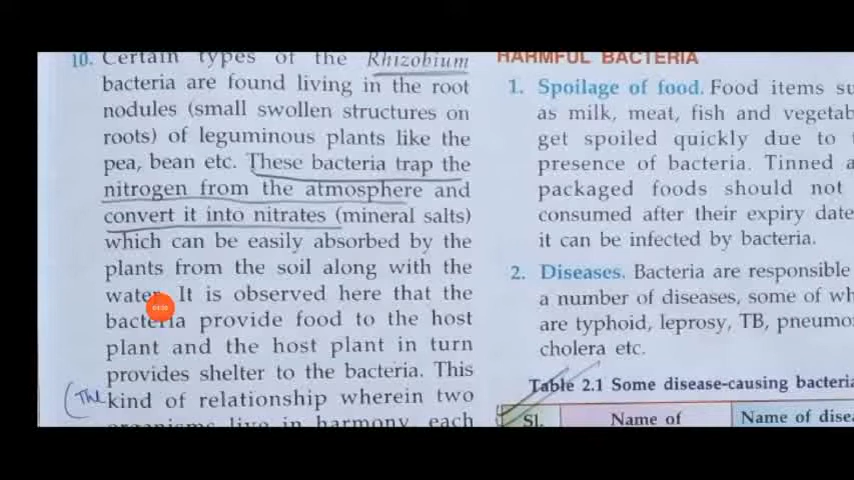 10. Certain types of the Rhizobium
bacteria are found living in the root
nodules (small swollen structures on
roots) of leguminous plants like the
pea, bean etc. These bacteria trap the
nitrogen from the atmosphere and
convert it into nitrates (mineral salts)
which can be easily absorbed by the
plants from the soil along with the
water. It is observed here that the
bacteria provide food to the host
plant and the host plant in turn
provides shelter to the bacteria. This
(The kind of relationship wherein two
organisms live in harmony, each
HARMFUL BACTERIA
1. Spoilage of food. Food items su
as milk, meat, fish and vegetab
get spoiled quickly due to t
presence of bacteria. Tinned a
packaged foods should not
consumed after their expiry date
it can be infected by bacteria.
2. Diseases. Bacteria are responsible
a number of diseases, some of wh
are typhoid, leprosy, TB, pneumo
cholera etc.
Table 2.1 Some disease-causing bacteria
Sl. Name of Name of disea